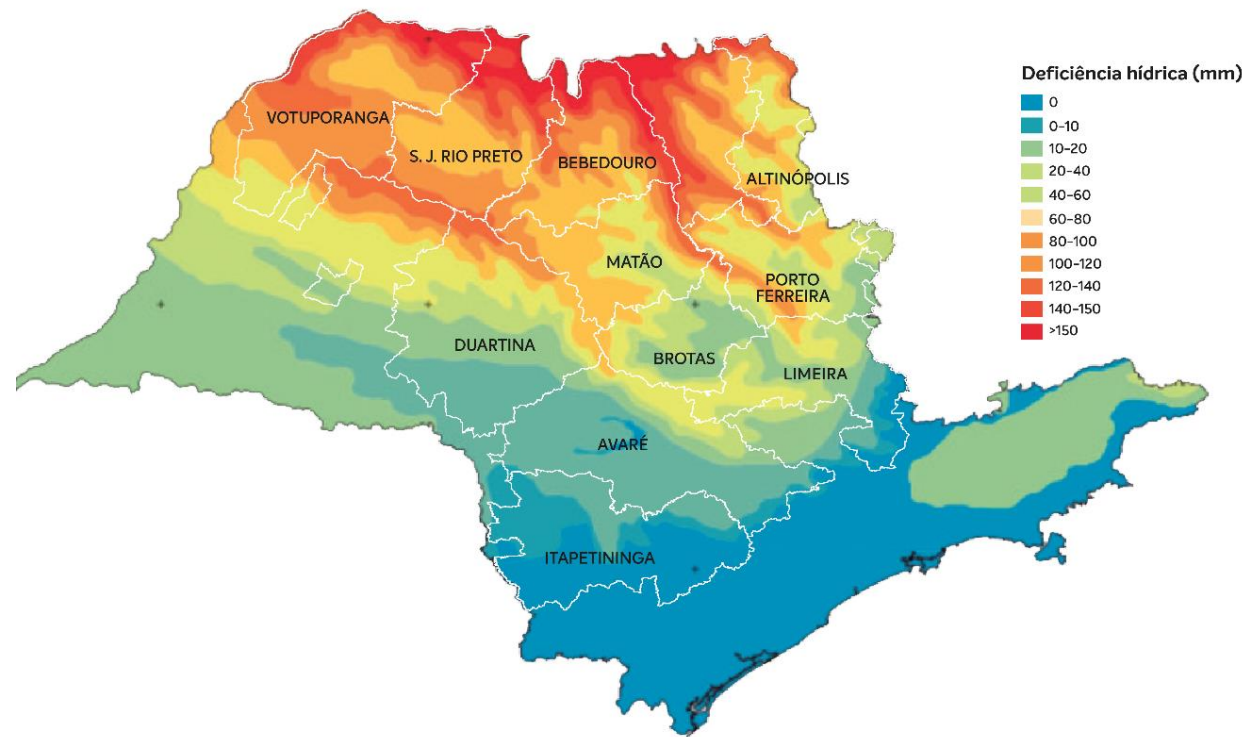 Deficiência hídrica (mm)
0
0–10
10–20
20–40
40–60
60–80
80–100
100–120
120–140
140–150
>150
VOTUPORANGA
S. J. RIO PRETO
BEBEDOURO
ALTINÓPOLIS
MATÃO
PORTO
FERREIRA
DUARTINA
BROTAS
LIMEIRA
AVARÉ
ITAPETININGA